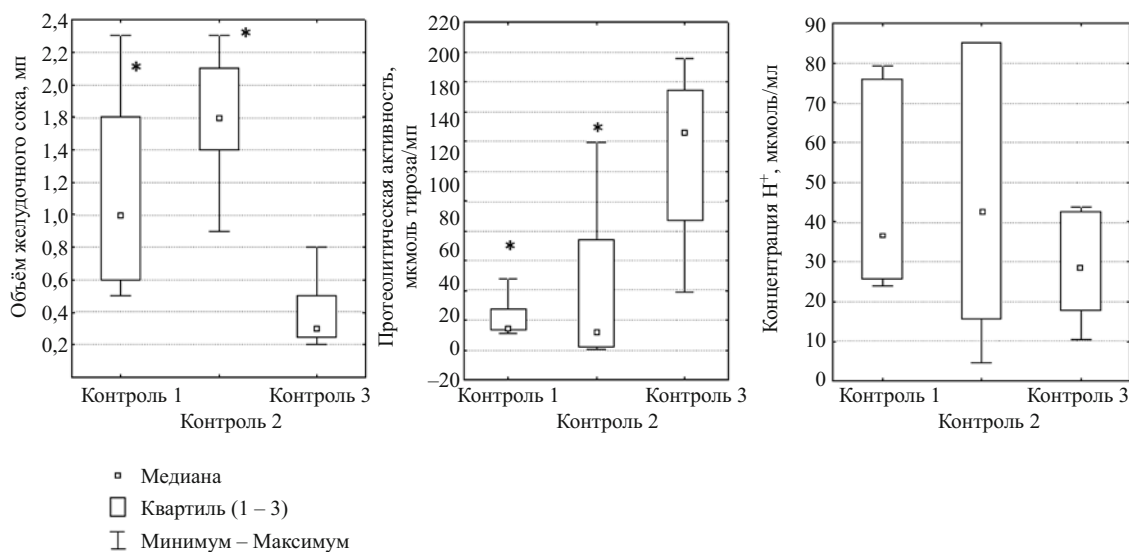 Объём желудочного сока, мп
2,4
2,2
2,0
1,8
1,4
1,2
1,0
0,8
0,6
0,4
0,2
*
*
Контроль 1
Контроль 2
Контроль 3
Протеолитическая активность,
мкмоль тироза/мп
220
200
180
160
140
120
100
80
60
40
20
0
–20
*
*
Контроль 1
Контроль 2
Контроль 3
Концентрация H⁺, мкмоль/мл
90
80
70
60
50
40
30
20
10
0
Контроль 1
Контроль 2
Контроль 3
Медиана
Квартиль (1 – 3)
Минимум – Максимум